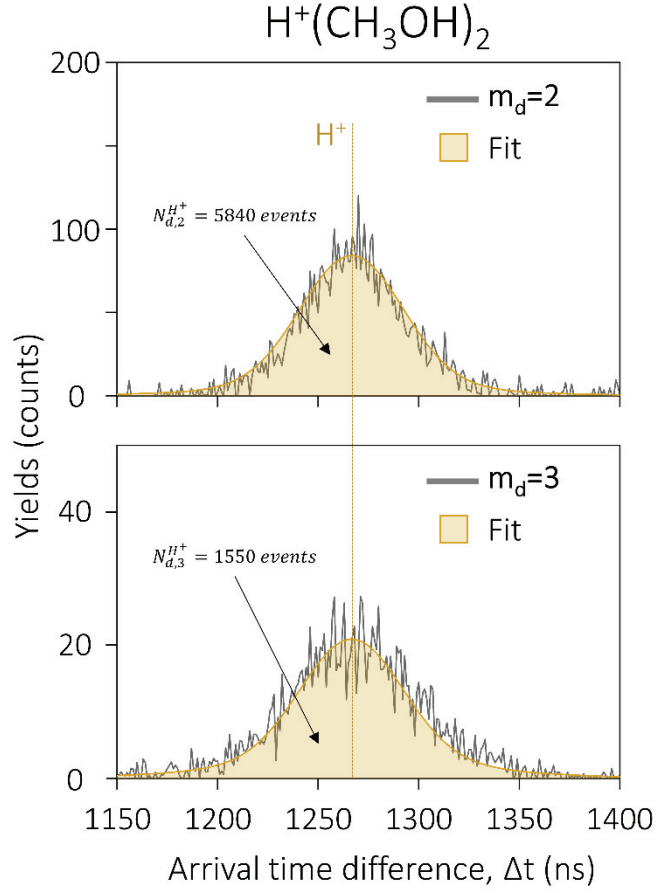 H⁺(CH₃OH)₂
200
100
0
m_d=2
Fit
H⁺
N_{d,2}^{H⁺} = 5840 events
Yields (counts)
40
20
0
m_d=3
Fit
N_{d,3}^{H⁺} = 1550 events
1150 1200 1250 1300 1350 1400
Arrival time difference, Δt (ns)